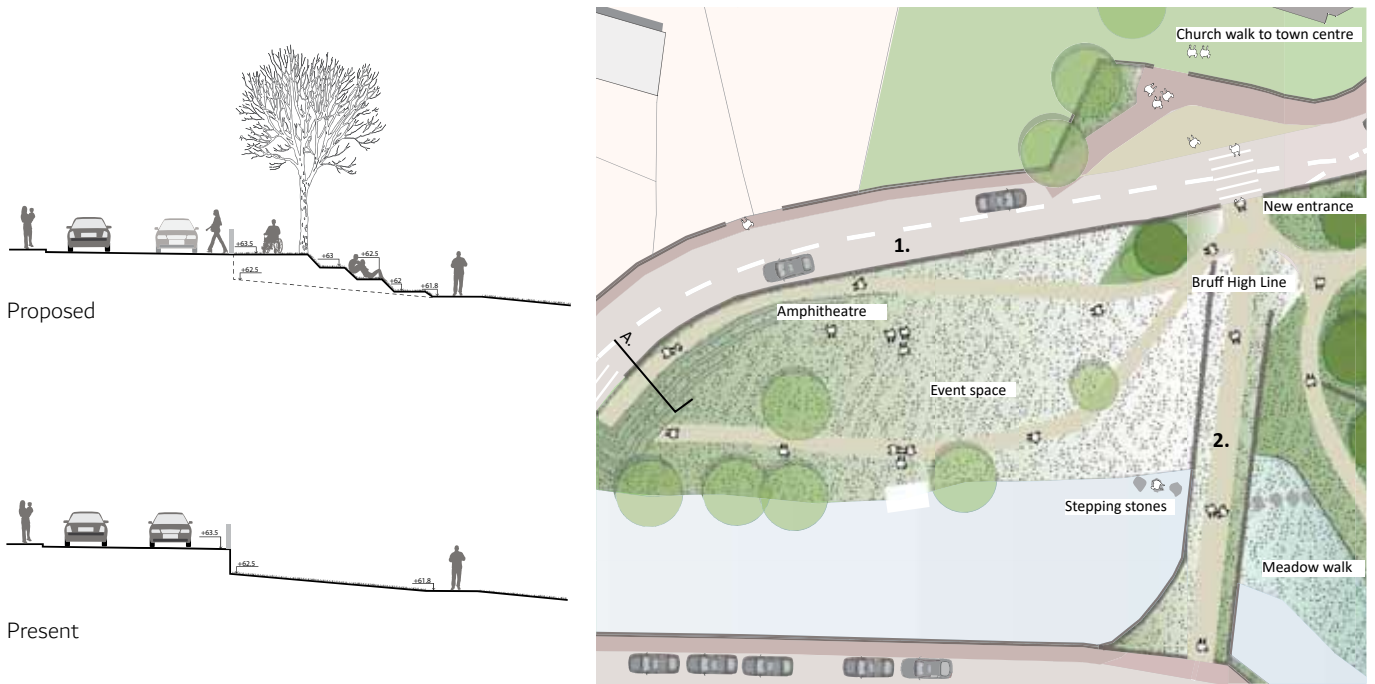 +63.5
+62.5
+63
+62.5
+62
+61.8
Proposed
+63.5
+62.5
+61.8
Present
Church walk to town centre
New entrance
1.
Bruff High Line
Amphitheatre
A.
Event space
2.
Stepping stones
Meadow walk